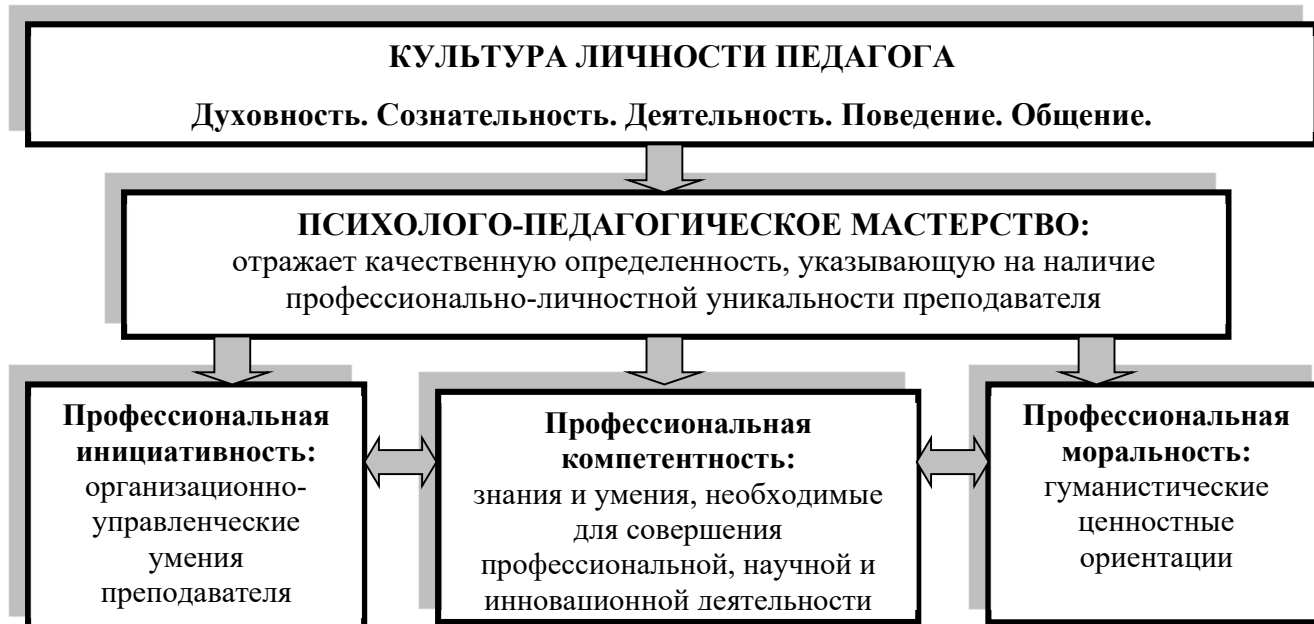 КУЛЬТУРА ЛИЧНОСТИ ПЕДАГОГА
Духовность. Сознательность. Деятельность. Поведение. Общение.
ПСИХОЛОГО-ПЕДАГОГИЧЕСКОЕ МАСТЕРСТВО:
отражает качественную определенность, указывающую на наличие
профессионально-личностной уникальности преподавателя
Профессиональная
инициативность:
организационно-
управленческие
умения
преподавателя
Профессиональная
компетентность:
знания и умения, необходимые
для совершения
профессиональной, научной и
инновационной деятельности
Профессиональная
моральность:
гуманистические
ценностные
ориентации